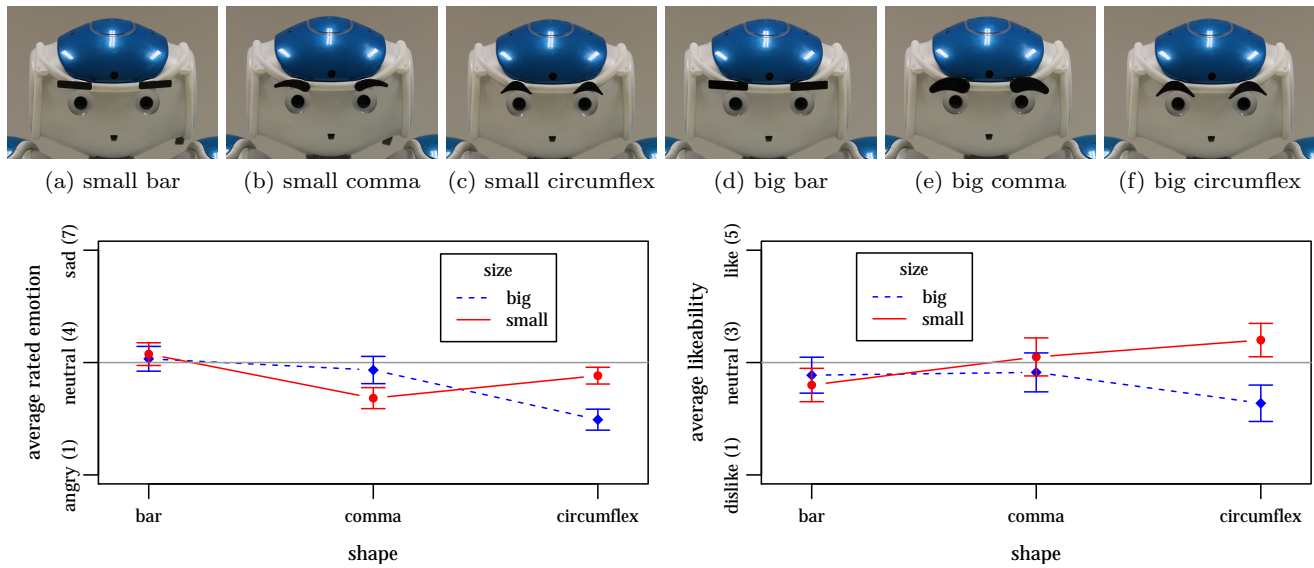 (a) small bar
(b) small comma
(c) small circumflex
(d) big bar
(e) big comma
(f) big circumflex
average rated emotion
angry (1)
neutral (4)
sad (7)
size
big
small
bar
comma
circumflex
shape
average likeability
dislike (1)
neutral (3)
like (5)
size
big
small
bar
comma
circumflex
shape